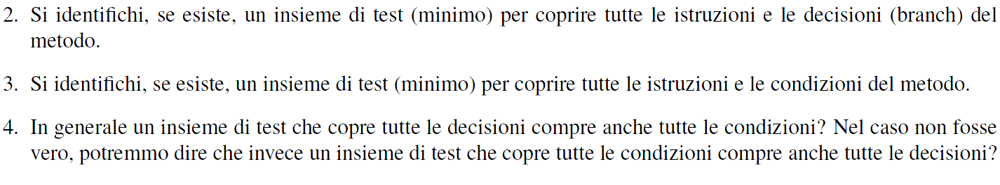 2. Si identifichi, se esiste, un insieme di test (minimo) per coprire tutte le istruzioni e le decisioni (branch) del
metodo.
3. Si identifichi, se esiste, un insieme di test (minimo) per coprire tutte le istruzioni e le condizioni del metodo.
4. In generale un insieme di test che copre tutte le decisioni compre anche tutte le condizioni? Nel caso non fosse
vero, potremmo dire che invece un insieme di test che copre tutte le condizioni compre anche tutte le decisioni?